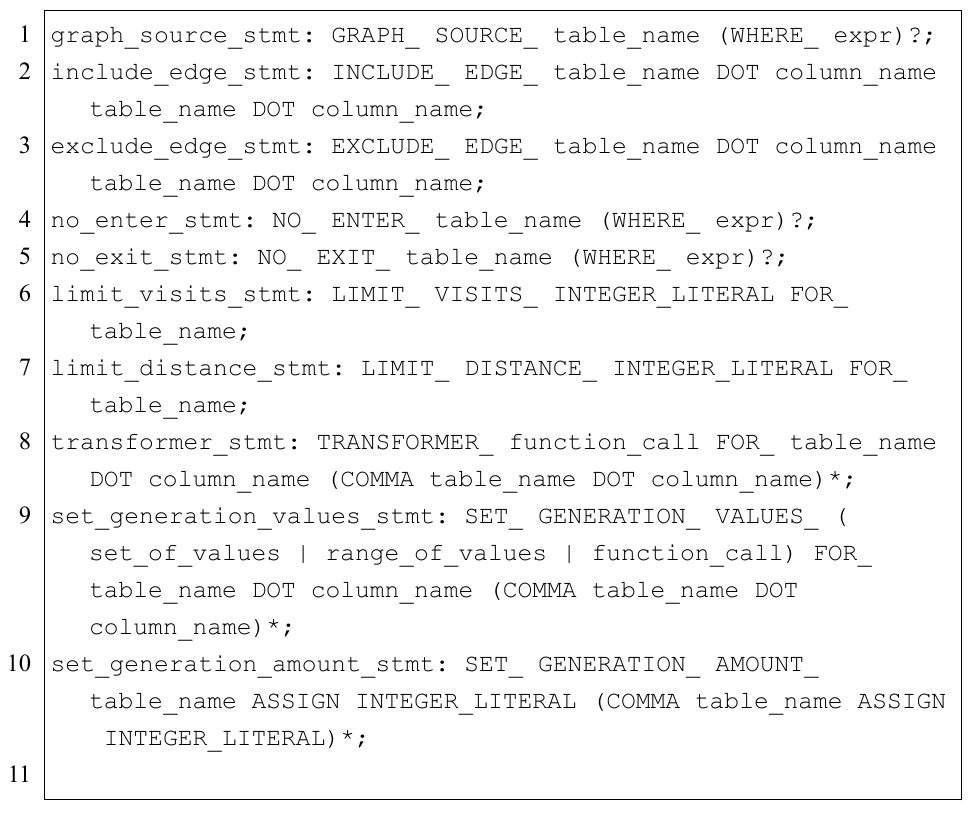 1 graph_source_stmt: GRAPH_ SOURCE_ table_name (WHERE_ expr)?;
2 include_edge_stmt: INCLUDE_ EDGE_ table_name DOT column_name
table_name DOT column_name;
3 exclude_edge_stmt: EXCLUDE_ EDGE_ table_name DOT column_name
table_name DOT column_name;
4 no_enter_stmt: NO_ ENTER_ table_name (WHERE_ expr)?;
5 no_exit_stmt: NO_ EXIT_ table_name (WHERE_ expr)?;
6 limit_visits_stmt: LIMIT_ VISITS_ INTEGER_LITERAL FOR_
table_name;
7 limit_distance_stmt: LIMIT_ DISTANCE_ INTEGER_LITERAL FOR_
table_name;
8 transformer_stmt: TRANSFORMER_ function_call FOR_ table_name
DOT column_name (COMMA table_name DOT column_name)*;
9 set_generation_values_stmt: SET_ GENERATION_ VALUES_ (
set_of_values | range_of_values | function_call) FOR_
table_name DOT column_name (COMMA table_name DOT
column_name)*;
10 set_generation_amount_stmt: SET_ GENERATION_ AMOUNT_
table_name ASSIGN INTEGER_LITERAL (COMMA table_name ASSIGN
INTEGER_LITERAL)*;
11